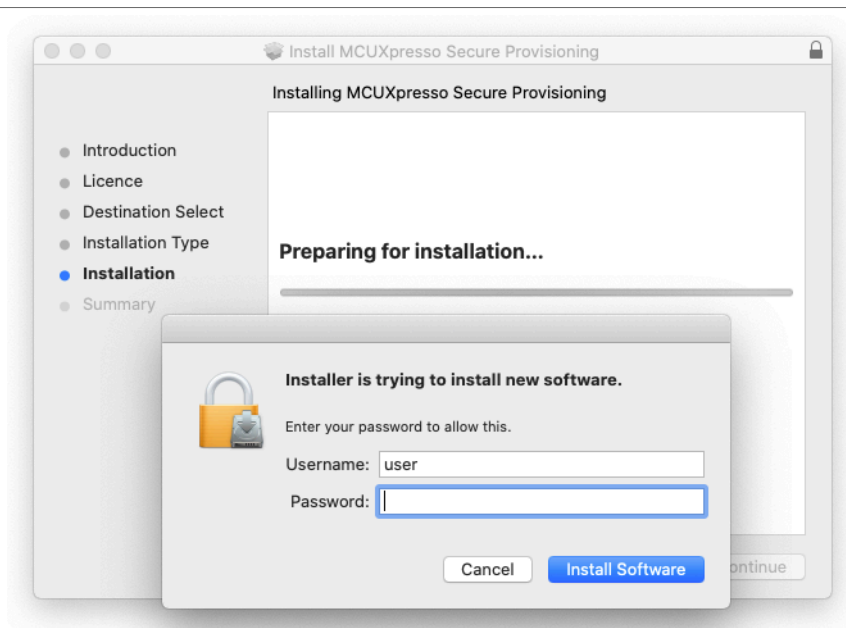 Install MCUXpresso Secure Provisioning
Installing MCUXpresso Secure Provisioning
Introduction
Licence
Destination Select
Installation Type
Installation
Summary
Preparing for installation...
Installer is trying to install new software.
Enter your password to allow this.
Username: user
Password:
Cancel
Install Software
ontinue